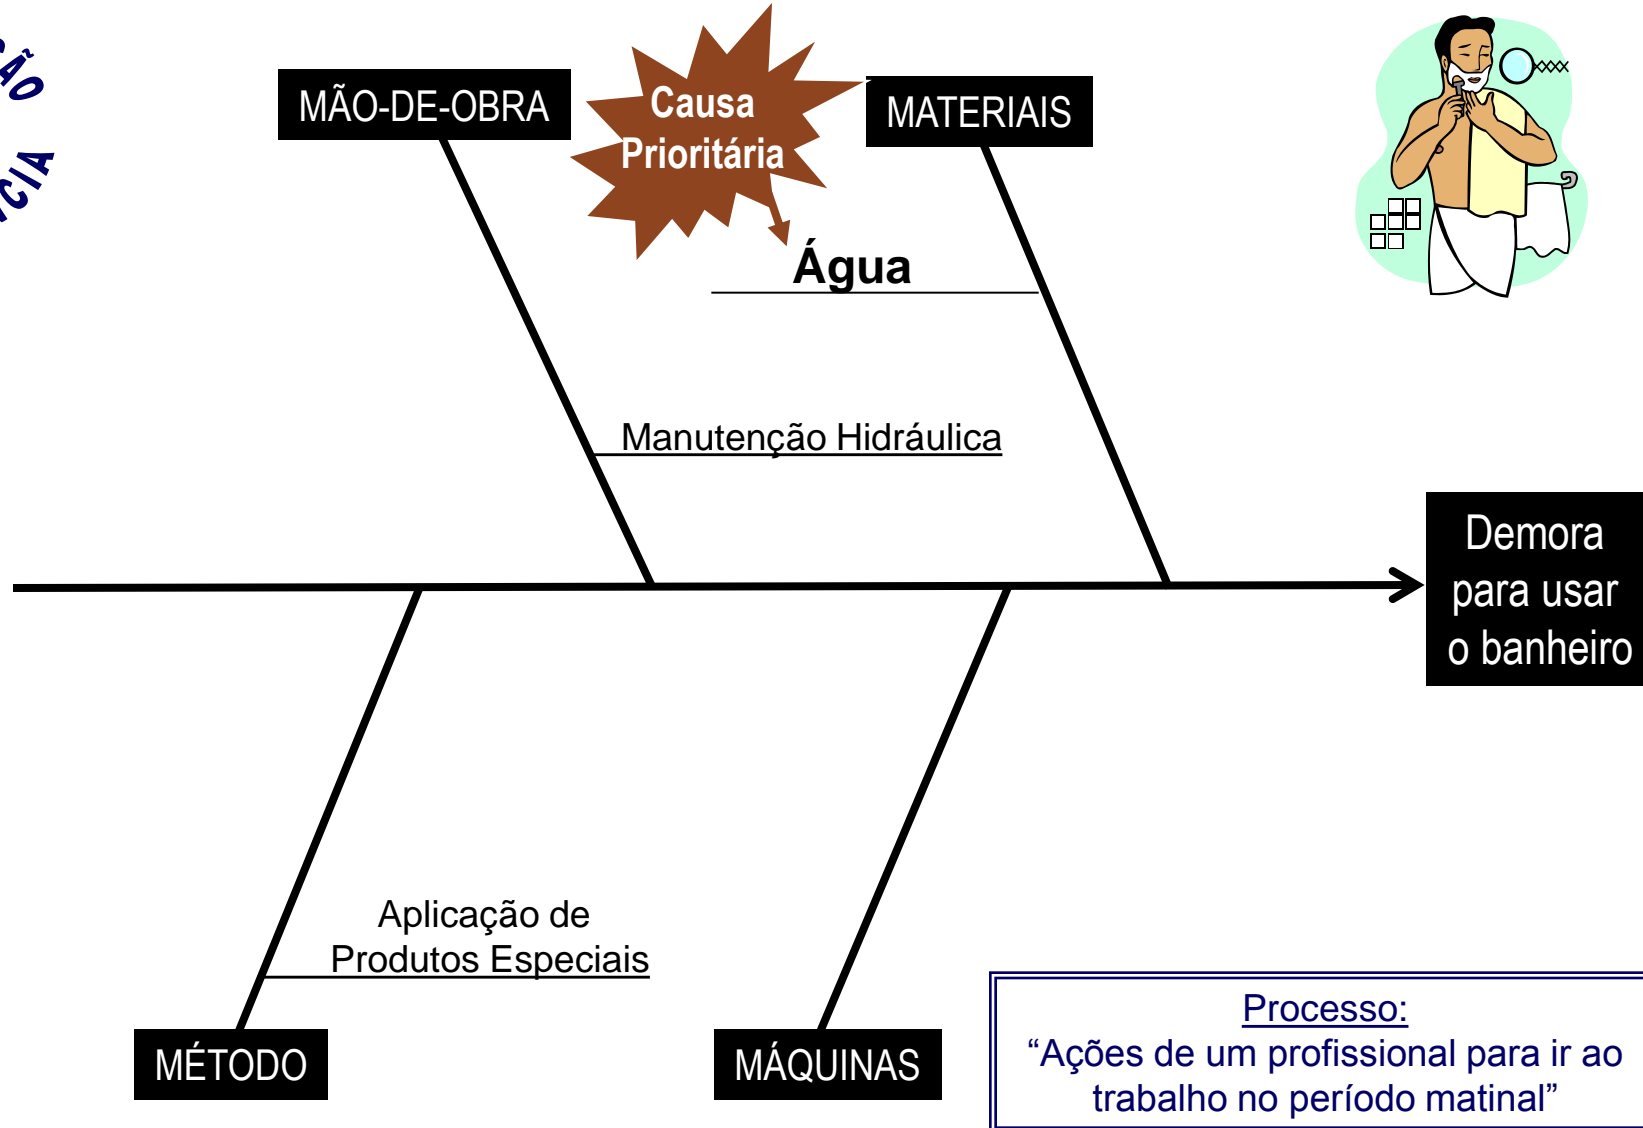 MÃO-DE-OBRA
Causa
Prioritária
MATERIAIS
Água
Manutenção Hidráulica
Demora
para usar
o banheiro
Aplicação de
Produtos Especiais
MÉTODO
MÁQUINAS
Processo:
“Ações de um profissional para ir ao
trabalho no período matinal”